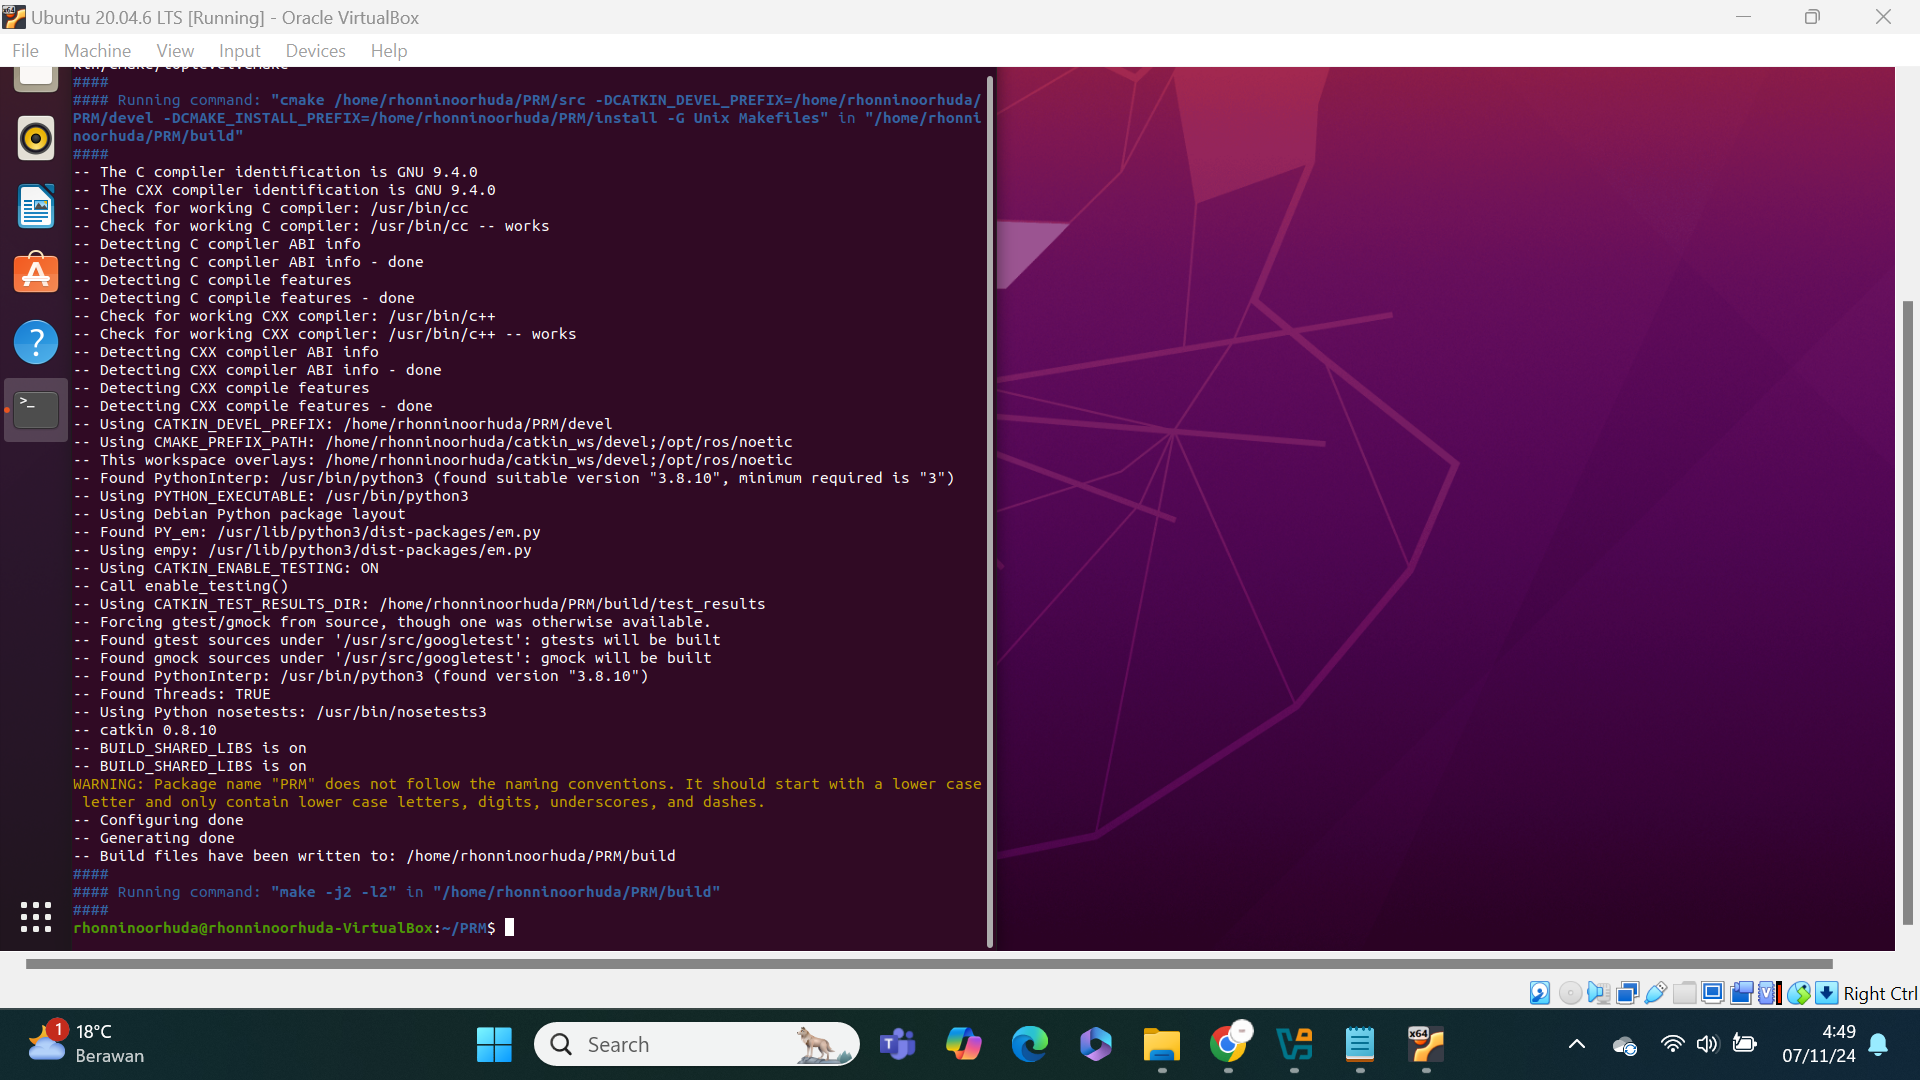 Ubuntu 20.04.6 LTS [Running] - Oracle VirtualBox
File Machine View Input Devices Help
####
#### Running command: "cmake /home/rhonninoorhuda/PRM/src -DCATKIN_DEVEL_PREFIX=/home/rhonninoorhuda/
PRM/devel -DCMAKE_INSTALL_PREFIX=/home/rhonninoorhuda/PRM/install -G Unix Makefiles" in "/home/rhonni
noorhuda/PRM/build"
####
-- The C compiler identification is GNU 9.4.0
-- The CXX compiler identification is GNU 9.4.0
-- Check for working C compiler: /usr/bin/cc
-- Check for working C compiler: /usr/bin/cc -- works
-- Detecting C compiler ABI info
-- Detecting C compiler ABI info - done
-- Detecting C compile features
-- Detecting C compile features - done
-- Check for working CXX compiler: /usr/bin/c++
-- Check for working CXX compiler: /usr/bin/c++ -- works
-- Detecting CXX compiler ABI info
-- Detecting CXX compiler ABI info - done
-- Detecting CXX compile features
-- Detecting CXX compile features - done
-- Using CATKIN_DEVEL_PREFIX: /home/rhonninoorhuda/PRM/devel
-- Using CMAKE_PREFIX_PATH: /home/rhonninoorhuda/catkin_ws/devel;/opt/ros/noetic
-- This workspace overlays: /home/rhonninoorhuda/catkin_ws/devel;/opt/ros/noetic
-- Found PythonInterp: /usr/bin/python3 (found suitable version "3.8.10", minimum required is "3")
-- Using PYTHON_EXECUTABLE: /usr/bin/python3
-- Using Debian Python package layout
-- Found PY_em: /usr/lib/python3/dist-packages/em.py
-- Using empy: /usr/lib/python3/dist-packages/em.py
-- Using CATKIN_ENABLE_TESTING: ON
-- Call enable_testing()
-- Using CATKIN_TEST_RESULTS_DIR: /home/rhonninoorhuda/PRM/build/test_results
-- Forcing gtest/gmock from source, though one was otherwise available.
-- Found gtest sources under '/usr/src/googletest': gtests will be built
-- Found gmock sources under '/usr/src/googletest': gmock will be built
-- Found PythonInterp: /usr/bin/python3 (found version "3.8.10")
-- Found Threads: TRUE
-- Using Python nosetests: /usr/bin/nosetests3
-- catkin 0.8.10
-- BUILD_SHARED_LIBS is on
-- BUILD_SHARED_LIBS is on
WARNING: Package name "PRM" does not follow the naming conventions. It should start with a lower case
letter and only contain lower case letters, digits, underscores, and dashes.
-- Configuring done
-- Generating done
-- Build files have been written to: /home/rhonninoorhuda/PRM/build
####
#### Running command: "make -j2 -l2" in "/home/rhonninoorhuda/PRM/build"
####
rhonninoorhuda@rhonninoorhuda-VirtualBox:~/PRM$
Right Ctrl
1
18°C
Berawan
Search
x64
4:49
07/11/24